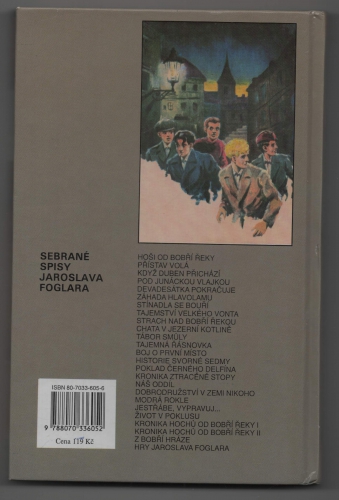 SEBRANÉ
SPISY
JAROSLAVA
FOGLARA
HOŠI OD BOBŘÍ ŘEKY
PŘÍSTAV VOLÁ
KDYŽ DUBEN PŘICHÁZÍ
POD JUNÁCKOU VLAJKOU
DEVADESÁTKA POKRAČUJE
ZÁHADA HLAVOLAMU
STÍNADLA SE BOUŘÍ
TAJEMSTVÍ VELKÉHO VONTA
STRACH NAD BOBŘÍ ŘEKOU
CHATA V JEZERNÍ KOTLINĚ
TÁBOR SMŮLY
TAJEMNÁ ŘÁSNOVKA
BOJ O PRVNÍ MÍSTO
HISTORIE SVORNÉ SEDMY
POKLAD ČERNÉHO DELFÍNA
KRONIKA ZTRACENÉ STOPY
NÁŠ ODDÍL
DOBRODRUŽSTVÍ V ZEMI NIKOHO
MODRÁ ROKLE
JESTŘÁBE, VYPRAVUJ...
ŽIVOT V POKLUSU
KRONIKA HOCHŮ OD BOBŘÍ ŘEKY I
KRONIKA HOCHŮ OD BOBŘÍ ŘEKY II
Z BOBŘÍ HRÁZE
HRY JAROSLAVA FOGLARA
ISBN 80-7033-605-6
9 788070 336052
Cena 119 Kč